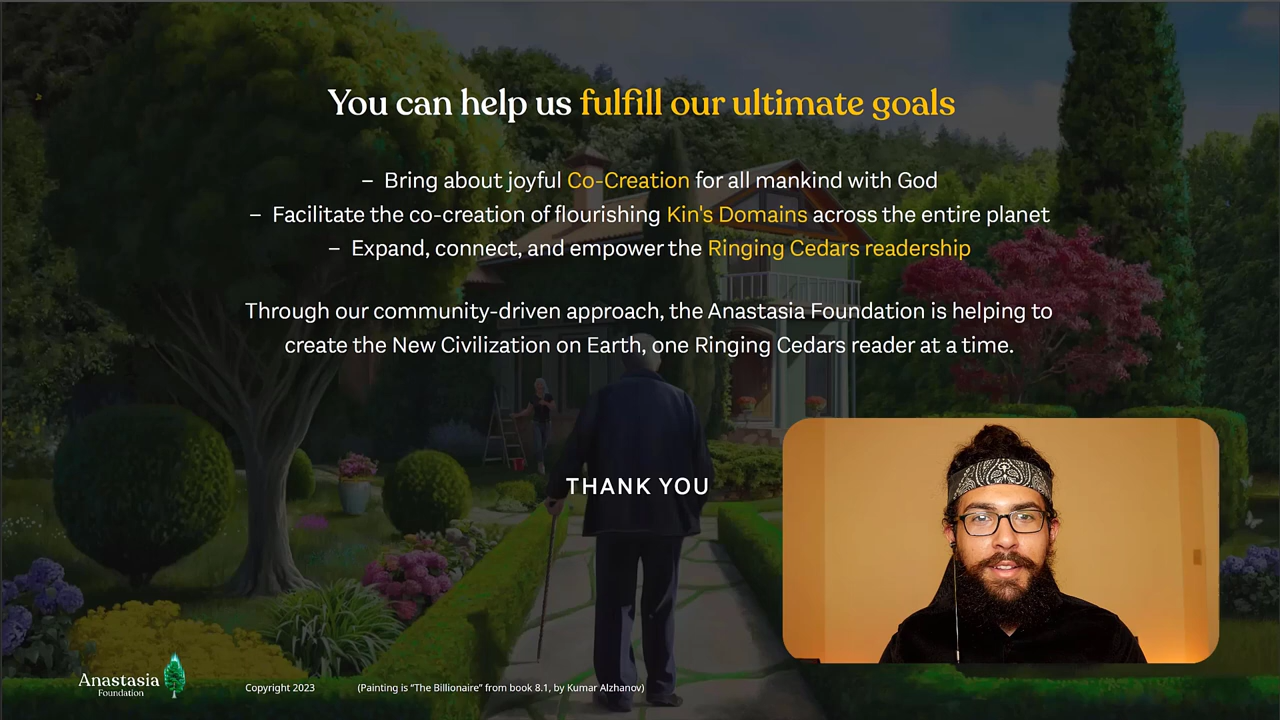 You can help us fulfill our ultimate goals
– Bring about joyful Co-Creation for all mankind with God
– Facilitate the co-creation of flourishing Kin's Domains across the entire planet
– Expand, connect, and empower the Ringing Cedars readership
Through our community-driven approach, the Anastasia Foundation is helping to
create the New Civilization on Earth, one Ringing Cedars reader at a time.
THANK YOU
Anastasia
Foundation
Copyright 2023
(Painting is "The Billionaire" from book 8.1, by Kumar Alzhanov)